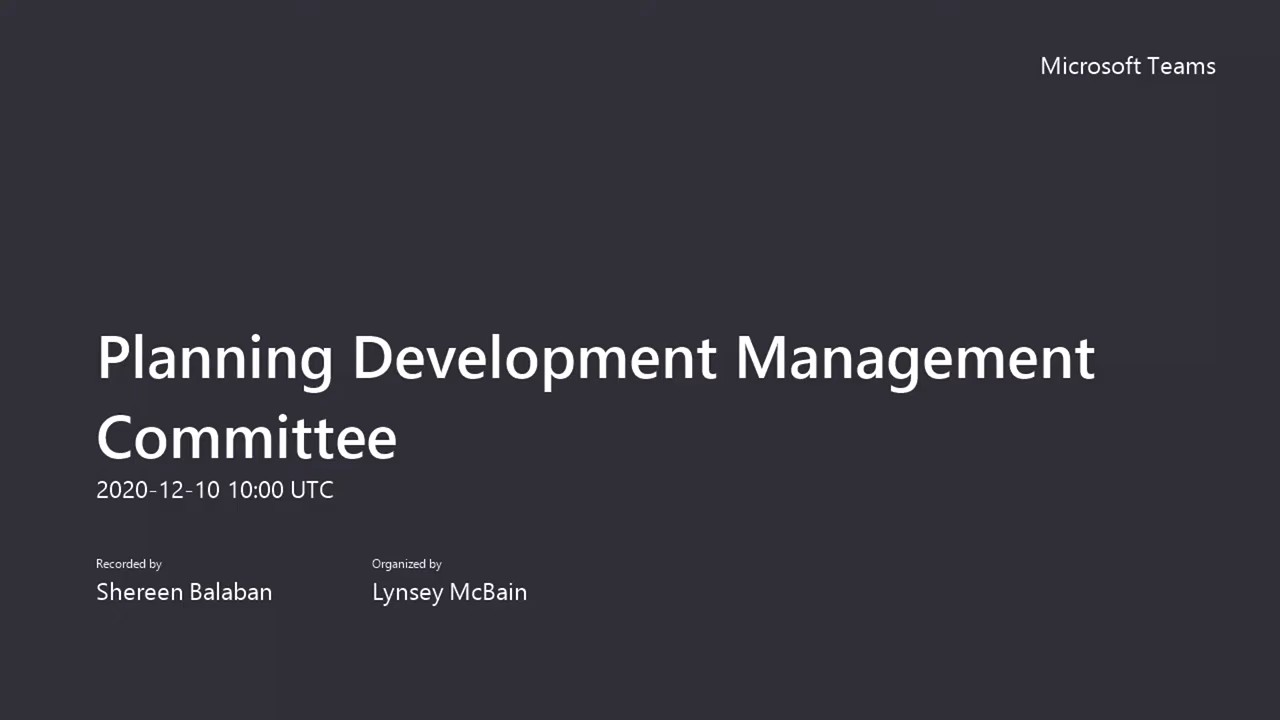 Microsoft Teams
Planning Development Management
Committee
2020-12-10 10:00 UTC
Recorded by
Shereen Balaban
Organized by
Lynsey McBain